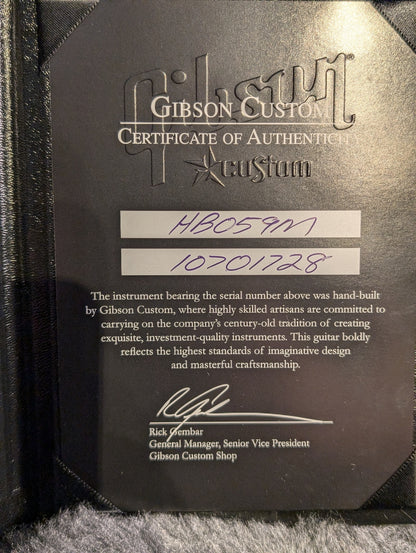 Gibson
GIBSON CUSTOM
CERTIFICATE OF AUTHENTICIT
custom
HB059M
10701728
The instrument bearing the serial number above was hand-built
by Gibson Custom, where highly skilled artisans are committed to
carrying on the company's century-old tradition of creating
exquisite, investment-quality instruments. This guitar boldly
reflects the highest standards of imaginative design
and masterful craftsmanship.
Rick Gembar
General Manager, Senior Vice President
Gibson Custom Shop